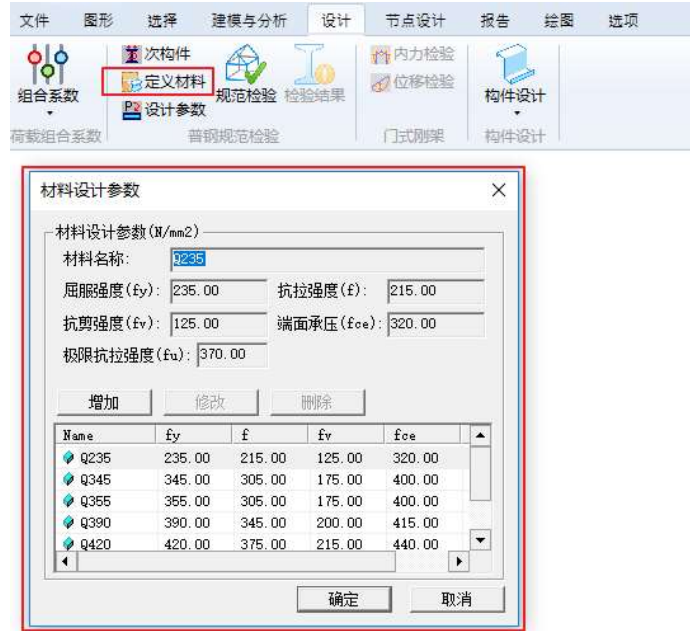 文件 图形 选择 建模与分析 设计 节点设计 报告 绘图 选项
组合系数
荷载组合系数
次构件
定义材料
设计参数
规范检验
检验结果
普钢规范检验
内力检验
位移检验
门式刚架
构件设计
构件设计
材料设计参数
材料设计参数(N/mm2)
材料名称: Q235
屈服强度(fy): 235.00 抗拉强度(f): 215.00
抗剪强度(fv): 125.00 端面承压(fce): 320.00
极限抗拉强度(fu): 370.00
增加 修改 删除
Name fy f fv fce
Q235 235.00 215.00 125.00 320.00
Q345 345.00 305.00 175.00 400.00
Q355 355.00 305.00 175.00 400.00
Q390 390.00 345.00 200.00 415.00
Q420 420.00 375.00 215.00 440.00
确定 取消